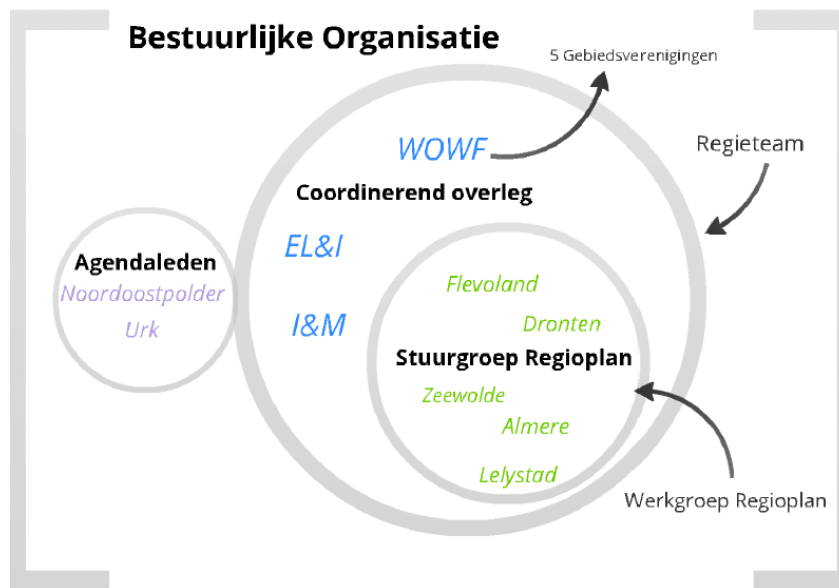 Bestuurlijke Organisatie
5 Gebiedsverenigingen
WOWF
Regieteam
Coordinerend overleg
EL&I
Agendaleden
Noordoostpolder
Urk
I&M
Flevoland
Dronten
Stuurgroep Regioplan
Zeewolde
Almere
Lelystad
Werkgroep Regioplan